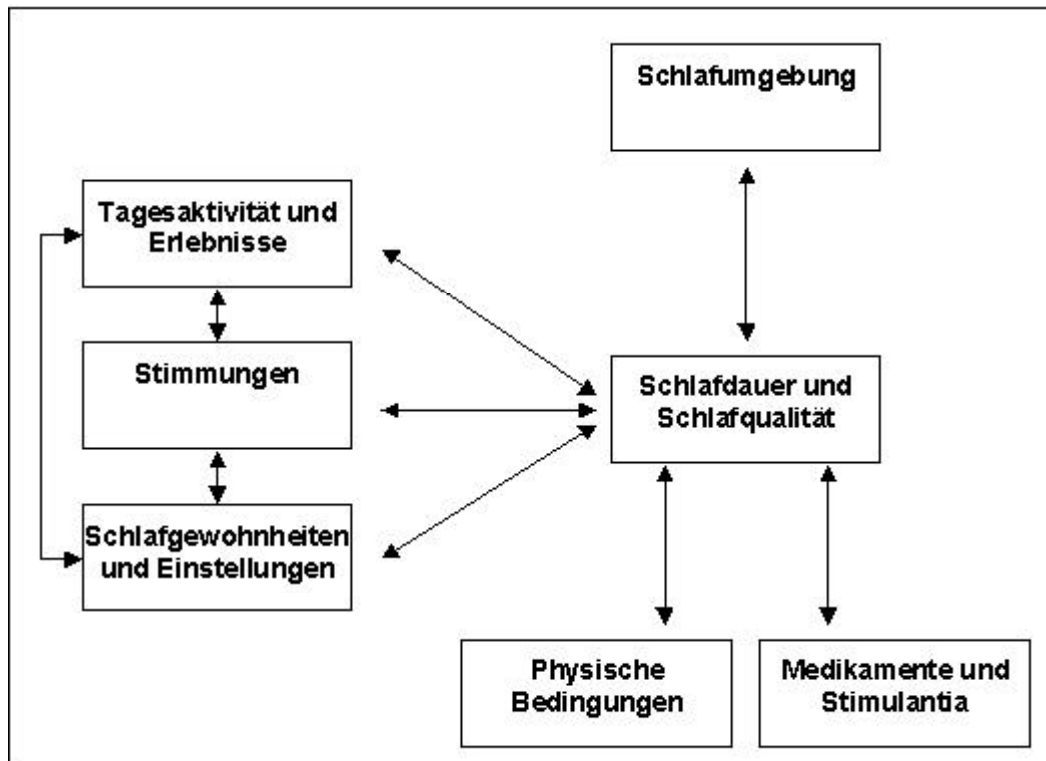 Schlafumgebung
Tagesaktivität und
Erlebnisse
Stimmungen
Schlafdauer und
Schlafqualität
Schlafgewohnheiten
und Einstellungen
Physische
Bedingungen
Medikamente und
Stimulantia